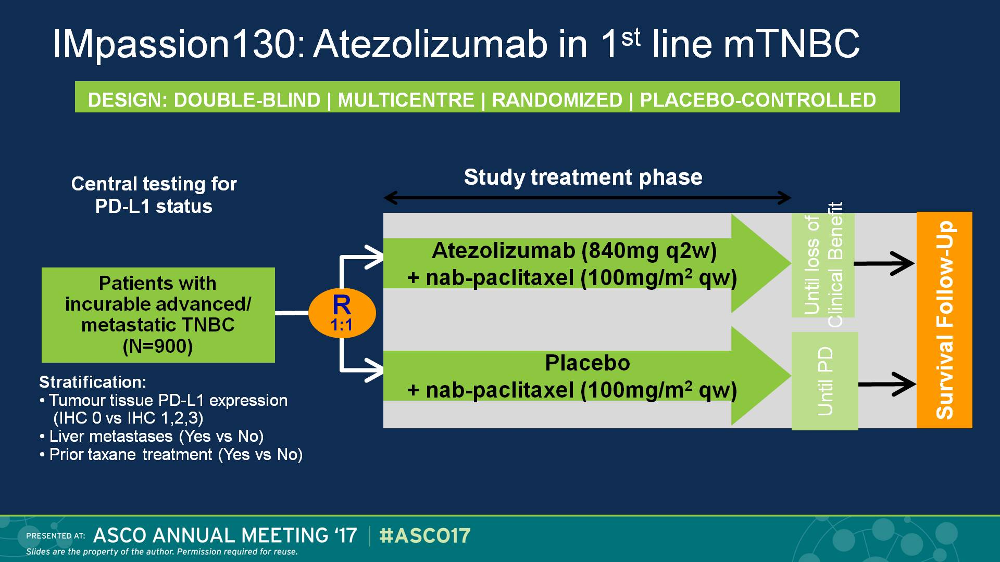 IMpassion130: Atezolizumab in 1st line mTNBC
DESIGN: DOUBLE-BLIND | MULTICENTRE | RANDOMIZED | PLACEBO-CONTROLLED
Central testing for
PD-L1 status
Patients with
incurable advanced/
metastatic TNBC
(N=900)
Stratification:
• Tumour tissue PD-L1 expression
(IHC 0 vs IHC 1,2,3)
• Liver metastases (Yes vs No)
• Prior taxane treatment (Yes vs No)
R
1:1
Study treatment phase
Atezolizumab (840mg q2w)
+ nab-paclitaxel (100mg/m² qw)
Until loss of
Clinical Benefit
Placebo
+ nab-paclitaxel (100mg/m² qw)
Until PD
Survival Follow-Up
PRESENTED AT: ASCO ANNUAL MEETING ‘17 | #ASCO17
Slides are the property of the author. Permission required for reuse.